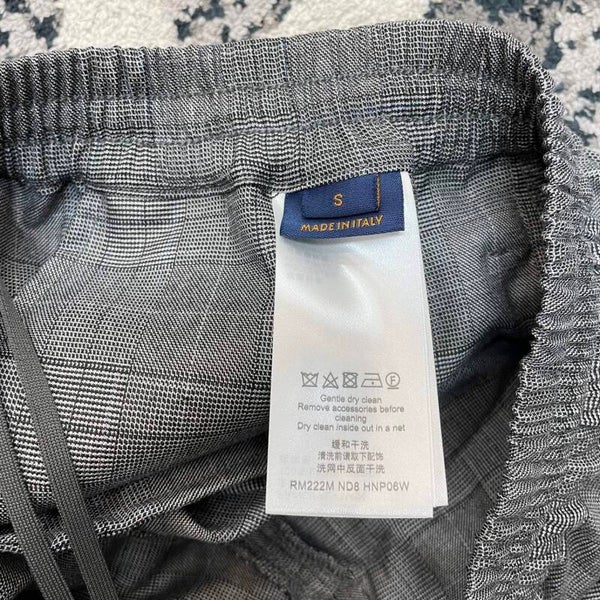 S
MADE IN ITALY
Gentle dry clean
Remove accessories before
cleaning
Dry clean inside out in a net
缓和干洗
清洗前请取下配饰
洗网中反面干洗
RM222M ND8 HNP06W